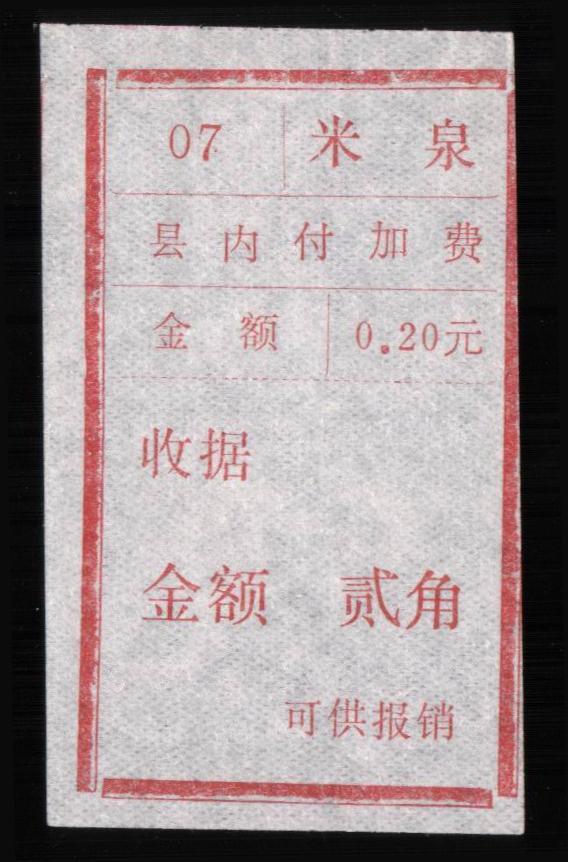 07 米泉
县内付加费
金额 0.20元
收据
金额 贰角
可供报销